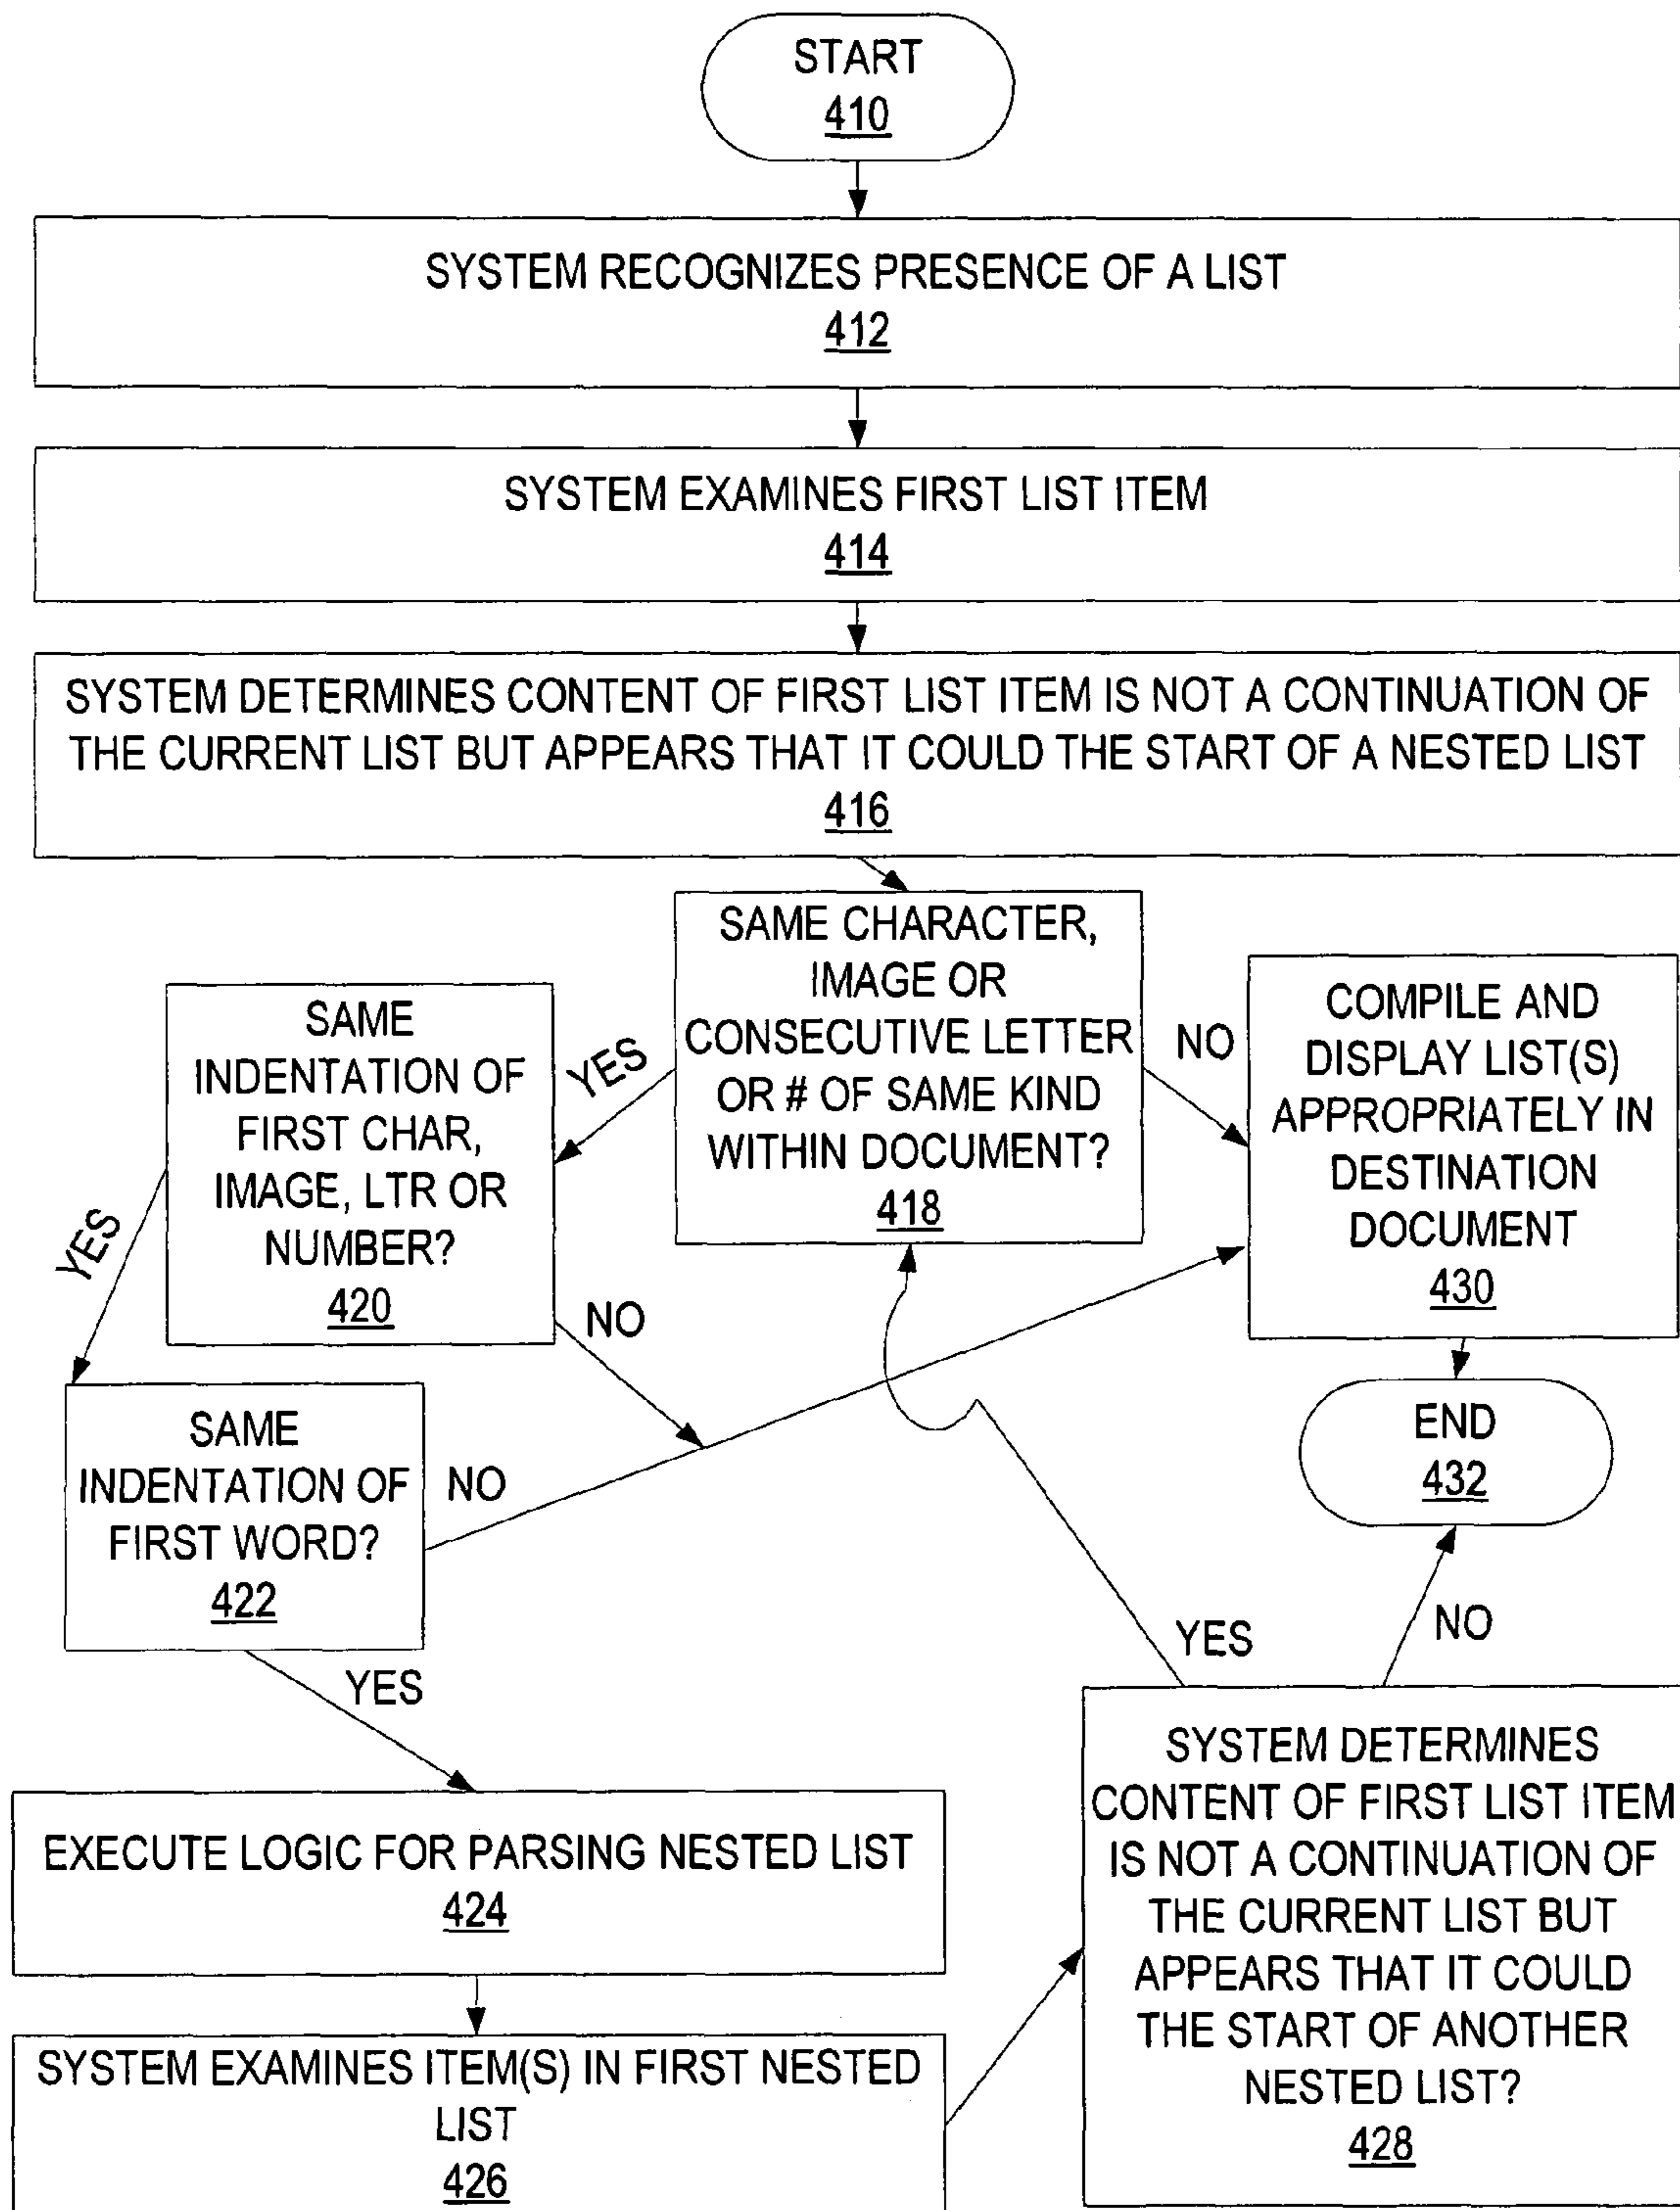 START
410
SYSTEM RECOGNIZES PRESENCE OF A LIST
412
SYSTEM EXAMINES FIRST LIST ITEM
414
SYSTEM DETERMINES CONTENT OF FIRST LIST ITEM IS NOT A CONTINUATION OF
THE CURRENT LIST BUT APPEARS THAT IT COULD THE START OF A NESTED LIST
416
SAME CHARACTER,
IMAGE OR
CONSECUTIVE LETTER
OR # OF SAME KIND
WITHIN DOCUMENT?
418
YES
NO
SAME
INDENTATION OF
FIRST CHAR,
IMAGE, LTR OR
NUMBER?
420
YES
NO
COMPILE AND
DISPLAY LIST(S)
APPROPRIATELY IN
DESTINATION
DOCUMENT
430
SAME
INDENTATION OF
FIRST WORD?
422
NO
YES
END
432
EXECUTE LOGIC FOR PARSING NESTED LIST
424
SYSTEM EXAMINES ITEM(S) IN FIRST NESTED
LIST
426
YES
NO
SYSTEM DETERMINES
CONTENT OF FIRST LIST ITEM
IS NOT A CONTINUATION OF
THE CURRENT LIST BUT
APPEARS THAT IT COULD
THE START OF ANOTHER
NESTED LIST?
428